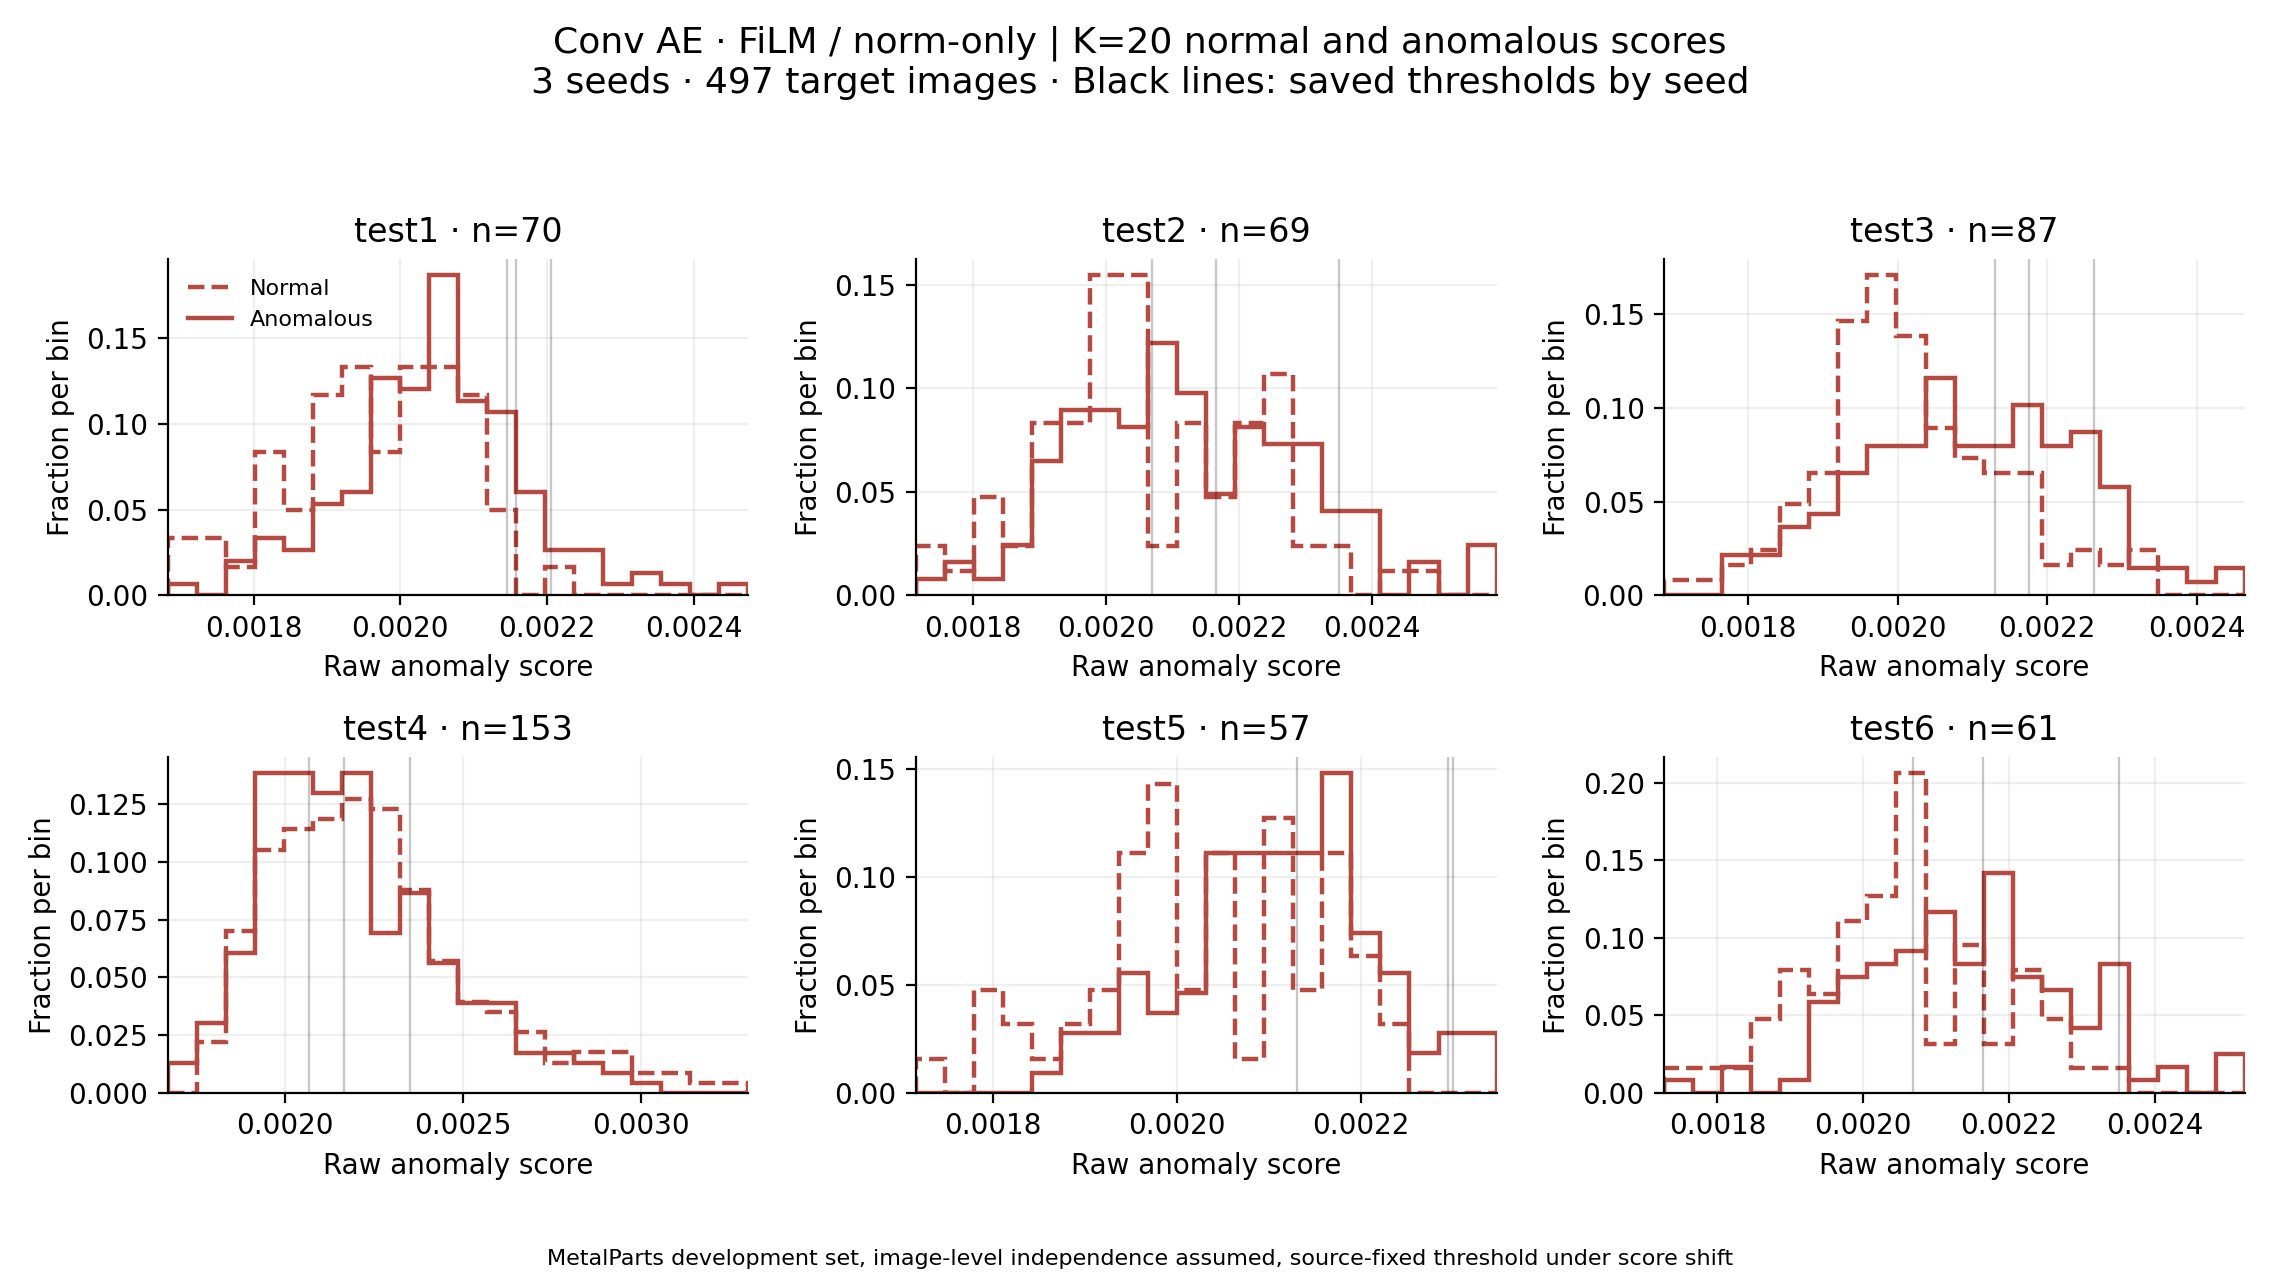 Conv AE · FiLM / norm-only | K=20 normal and anomalous scores
3 seeds · 497 target images · Black lines: saved thresholds by seed
test1 · n=70
Fraction per bin
0.15
0.10
0.05
0.00
Normal
Anomalous
0.0018 0.0020 0.0022 0.0024
Raw anomaly score
test2 · n=69
Fraction per bin
0.15
0.10
0.05
0.00
0.0018 0.0020 0.0022 0.0024
Raw anomaly score
test3 · n=87
Fraction per bin
0.15
0.10
0.05
0.00
0.0018 0.0020 0.0022 0.0024
Raw anomaly score
test4 · n=153
Fraction per bin
0.125
0.100
0.075
0.050
0.025
0.000
0.0020 0.0025 0.0030
Raw anomaly score
test5 · n=57
Fraction per bin
0.15
0.10
0.05
0.00
0.0018 0.0020 0.0022
Raw anomaly score
test6 · n=61
Fraction per bin
0.20
0.15
0.10
0.05
0.00
0.0018 0.0020 0.0022 0.0024
Raw anomaly score
MetalParts development set, image-level independence assumed, source-fixed threshold under score shift